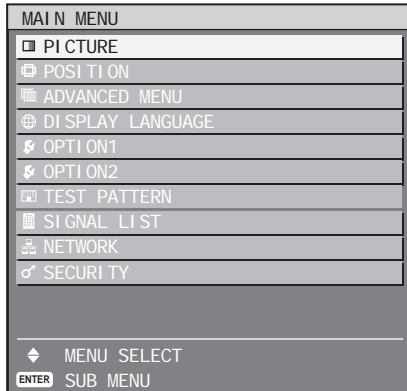 MAIN MENU
PICTURE
POSITION
ADVANCED MENU
DISPLAY LANGUAGE
OPTION1
OPTION2
TEST PATTERN
SIGNAL LIST
NETWORK
SECURITY
MENU SELECT
ENTER SUB MENU